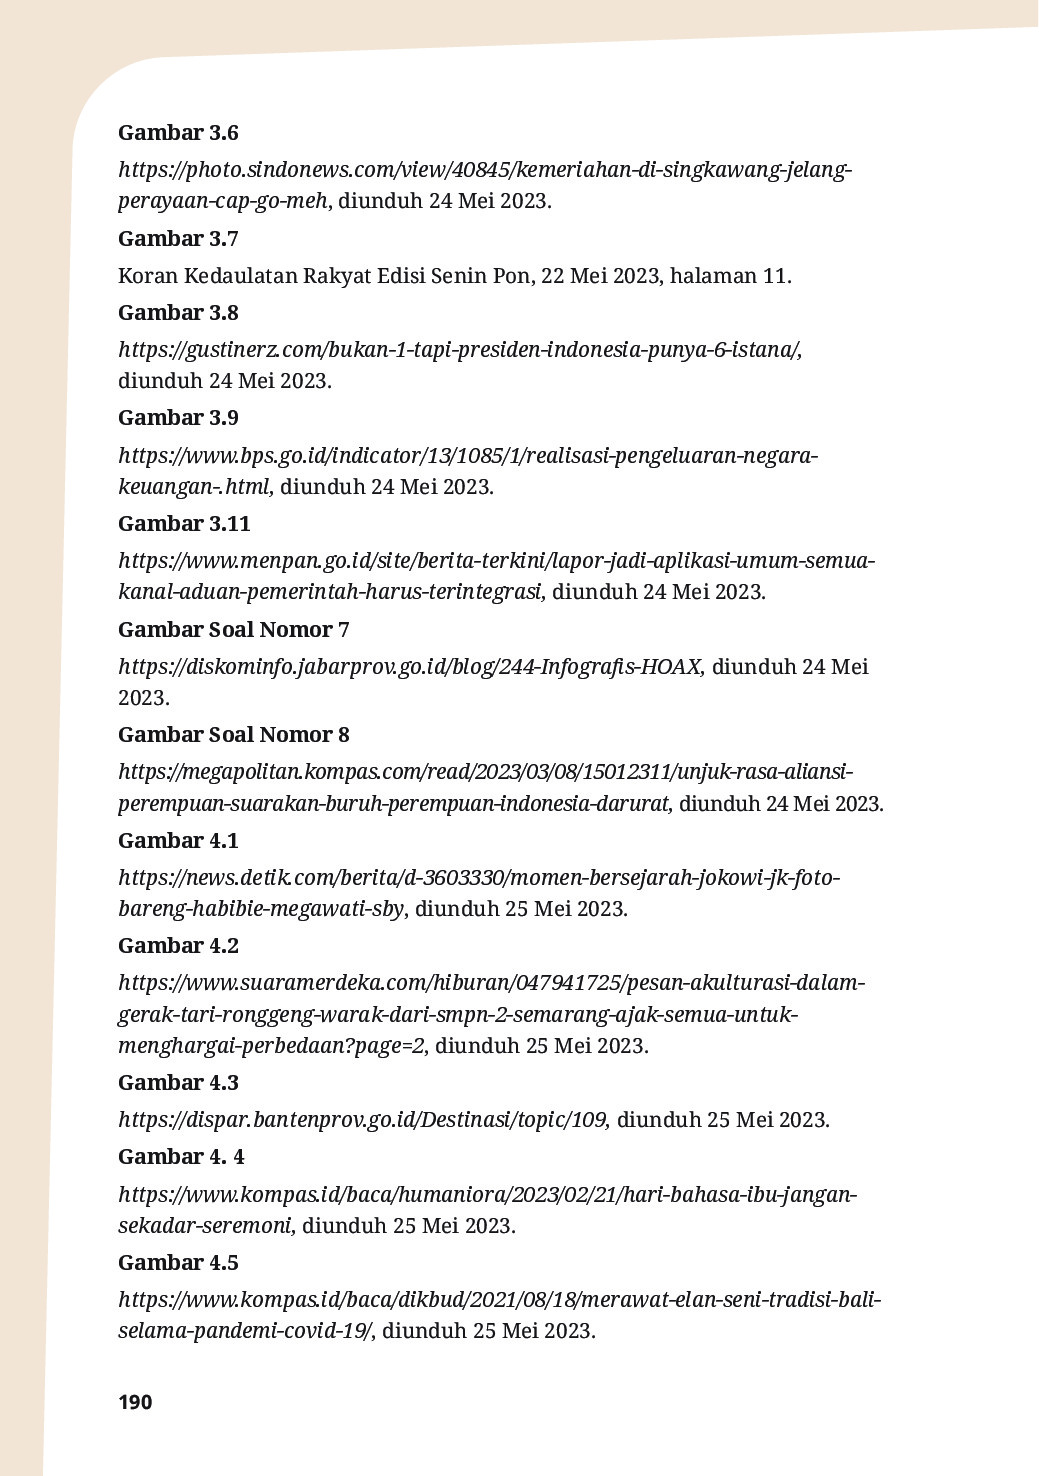 Gambar 3.6
https://photo.sindonews.com/view/40845/kemeriahan-di-singkawang-jelang-
perayaan-cap-go-meh, diunduh 24 Mei 2023.
Gambar 3.7
Koran Kedaulatan Rakyat Edisi Senin Pon, 22 Mei 2023, halaman 11.
Gambar 3.8
https://gustinerz.com/bukan-1-tapi-presiden-indonesia-punya-6-istana/,
diunduh 24 Mei 2023.
Gambar 3.9
https://www.bps.go.id/indicator/13/1085/1/realisasi-pengeluaran-negara-
keuangan-.html, diunduh 24 Mei 2023.
Gambar 3.11
https://www.menpan.go.id/site/berita-terkini/lapor-jadi-aplikasi-umum-semua-
kanal-aduan-pemerintah-harus-terintegrasi, diunduh 24 Mei 2023.
Gambar Soal Nomor 7
https://diskominfo.jabarprov.go.id/blog/244-Infografis-HOAX, diunduh 24 Mei
2023.
Gambar Soal Nomor 8
https://megapolitan.kompas.com/read/2023/03/08/15012311/unjuk-rasa-aliansi-
perempuan-suarakan-buruh-perempuan-indonesia-darurat, diunduh 24 Mei 2023.
Gambar 4.1
https://news.detik.com/berita/d-3603330/momen-bersejarah-jokowi-jk-foto-
bareng-habibie-megawati-sby, diunduh 25 Mei 2023.
Gambar 4.2
https://www.suaramerdeka.com/hiburan/047941725/pesan-akulturasi-dalam-
gerak-tari-ronggeng-warak-dari-smpn-2-semarang-ajak-semua-untuk-
menghargai-perbedaan?page=2, diunduh 25 Mei 2023.
Gambar 4.3
https://dispar.bantenprov.go.id/Destinasi/topic/109, diunduh 25 Mei 2023.
Gambar 4. 4
https://www.kompas.id/baca/humaniora/2023/02/21/hari-bahasa-ibu-jangan-
sekadar-seremoni, diunduh 25 Mei 2023.
Gambar 4.5
https://www.kompas.id/baca/dikbud/2021/08/18/merawat-elan-seni-tradisi-bali-
selama-pandemi-covid-19/, diunduh 25 Mei 2023.
190